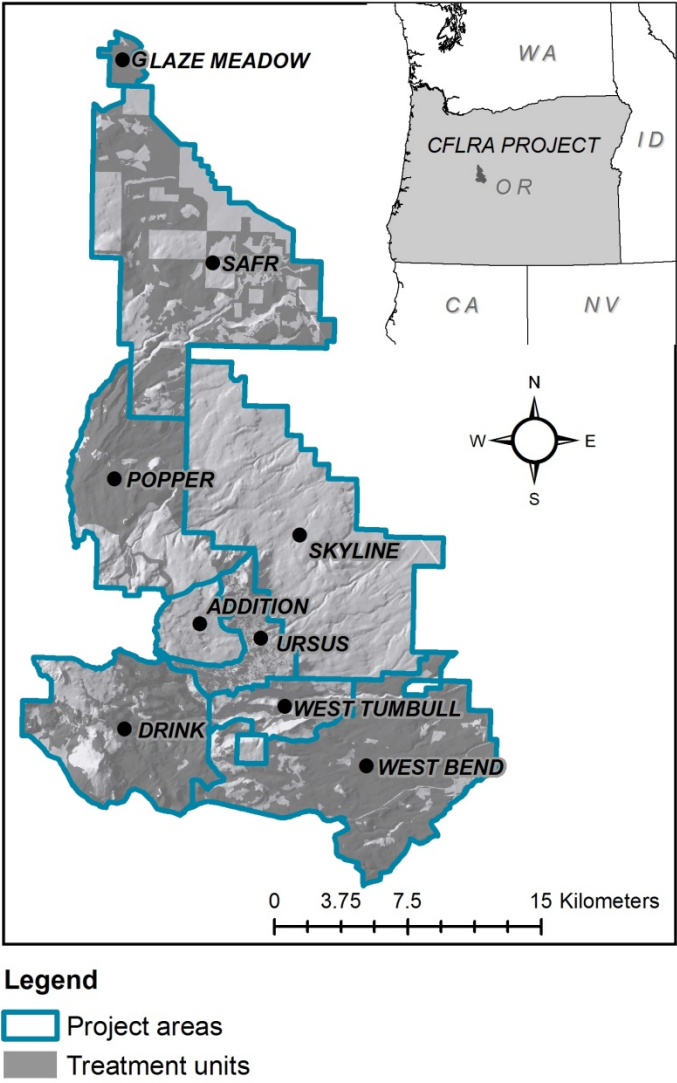 GLAZE MEADOW
SAFR
POPPER
SKYLINE
ADDITION
URSUS
WEST TUMBULL
DRINK
WEST BEND
WA
ID
CFLRA PROJECT
OR
CA
NV
N
W
E
S
0 3.75 7.5 15 Kilometers
Legend
Project areas
Treatment units